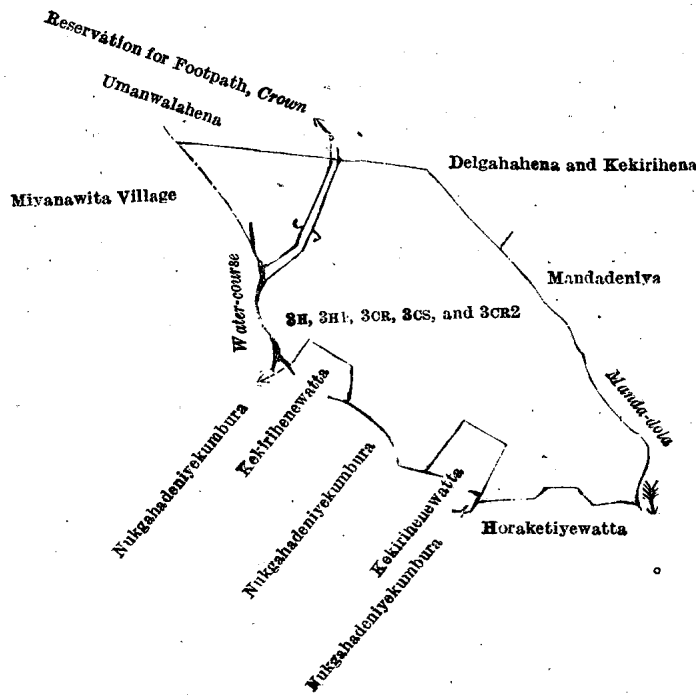 Reservation for Footpath, Crown
Umanwalahena
Delgahahena and Kekirihena
Miyanawita Village
Mandadeniya
Water-course
3H, 3H1, 3CR, 3CS, and 3CR2
Manda-dola
Kekirihenewatta
Nukgahadeniyekumbura
Nukgahadeniyekumbura
Kekirihenewatta
Horaketiyewatta
Nukgahadeniyekumbura